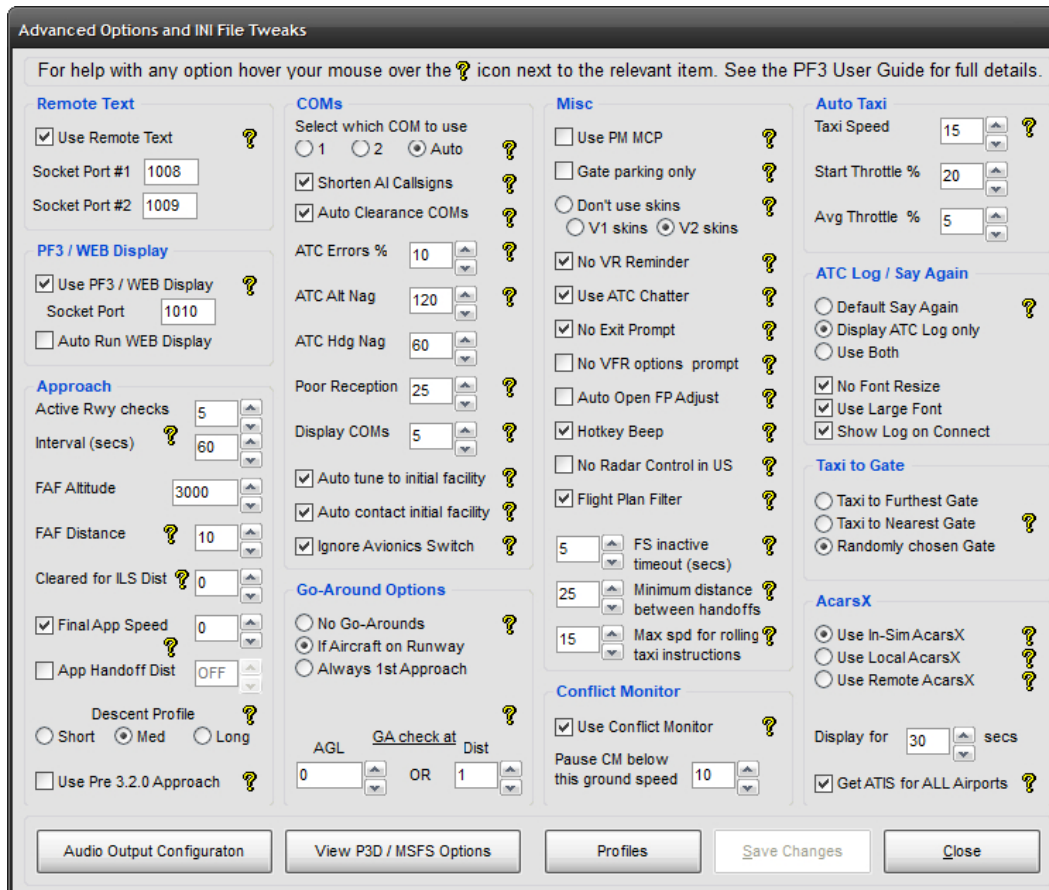 Advanced Options and INI File Tweaks
For help with any option hover your mouse over the ? icon next to the relevant item. See the PF3 User Guide for full details.
Remote Text
Use Remote Text ?
Socket Port #1 1008
Socket Port #2 1009
PF3 / WEB Display
Use PF3 / WEB Display ?
Socket Port 1010
Auto Run WEB Display
Approach
Active Rwy checks 5
?
Interval (secs) 60
FAF Altitude 3000
FAF Distance ? 10
Cleared for ILS Dist ? 0
Final App Speed 0
?
App Handoff Dist OFF
Descent Profile ?
Short Med Long
Use Pre 3.2.0 Approach ?
COMs
Select which COM to use
1 2 Auto ?
Shorten AI Callsigns ?
Auto Clearance COMs ?
ATC Errors % 10 ?
ATC Alt Nag 120 ?
ATC Hdg Nag 60
Poor Reception 25 ?
Display COMs 5 ?
Auto tune to initial facility ?
Auto contact initial facility ?
Ignore Avionics Switch ?
Go-Around Options
No Go-Arounds ?
If Aircraft on Runway
Always 1st Approach
?
GA check at
AGL Dist
0 OR 1
Misc
Use PM MCP ?
Gate parking only ?
Don't use skins ?
V1 skins V2 skins
No VR Reminder ?
Use ATC Chatter ?
No Exit Prompt ?
No VFR options prompt ?
Auto Open FP Adjust ?
Hotkey Beep ?
No Radar Control in US ?
Flight Plan Filter ?
5 FS inactive ?
timeout (secs)
25 Minimum distance ?
between handoffs
15 Max spd for rolling ?
taxi instructions
Conflict Monitor
Use Conflict Monitor ?
Pause CM below
this ground speed 10
Auto Taxi
Taxi Speed 15 ?
Start Throttle % 20
Avg Throttle % 5
ATC Log / Say Again
Default Say Again ?
Display ATC Log only
Use Both
No Font Resize
Use Large Font
Show Log on Connect
Taxi to Gate
Taxi to Furthest Gate
Taxi to Nearest Gate ?
Randomly chosen Gate
AcarsX
Use In-Sim AcarsX ?
Use Local AcarsX ?
Use Remote AcarsX ?
Display for 30 secs
Get ATIS for ALL Airports ?
Audio Output Configuraton
View P3D / MSFS Options
Profiles
Save Changes
Close